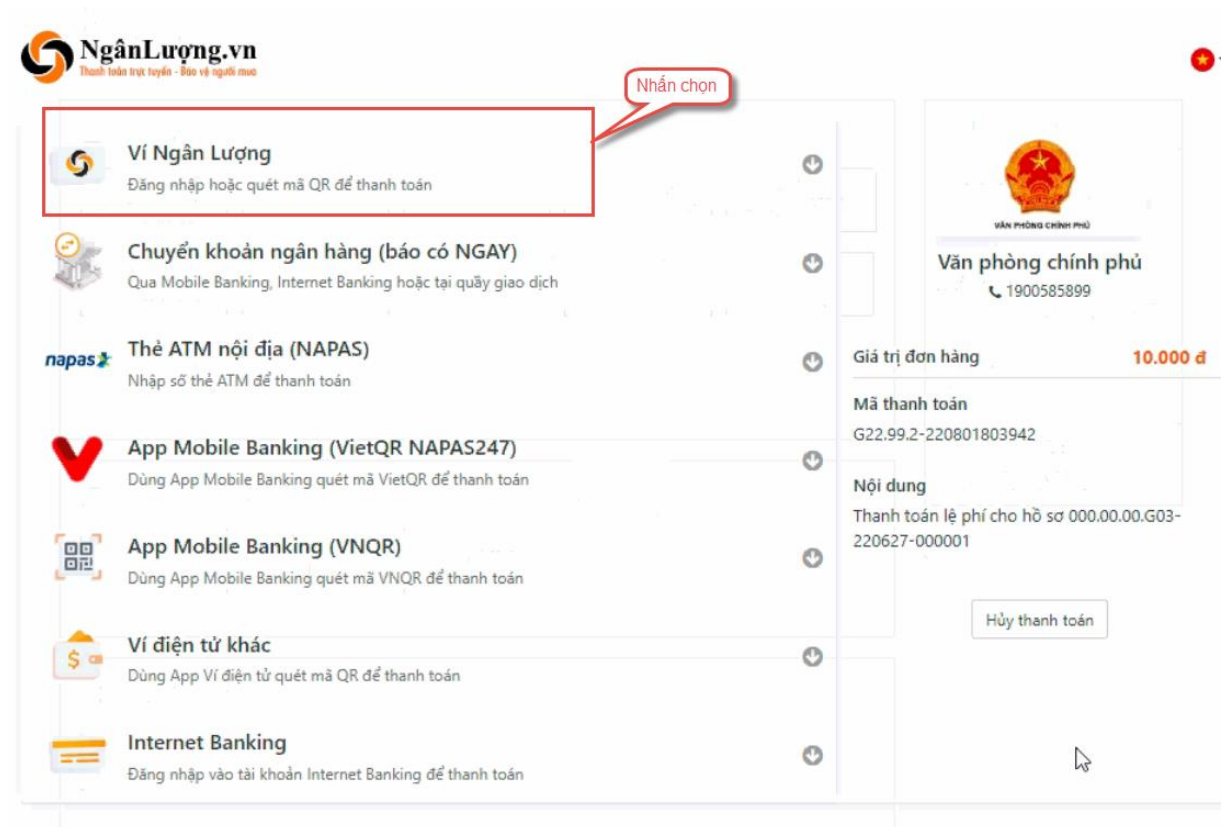 NgânLượng.vn
Thanh toán trực tuyến - Bảo vệ người mua
Nhấn chọn
Ví Ngân Lượng
Đăng nhập hoặc quét mã QR để thanh toán
Chuyển khoản ngân hàng (báo có NGAY)
Qua Mobile Banking, Internet Banking hoặc tại quầy giao dịch
napas
Thẻ ATM nội địa (NAPAS)
Nhập số thẻ ATM để thanh toán
App Mobile Banking (VietQR NAPAS247)
Dùng App Mobile Banking quét mã VietQR để thanh toán
App Mobile Banking (VNQR)
Dùng App Mobile Banking quét mã VNQR để thanh toán
Ví điện tử khác
Dùng App Ví điện tử quét mã QR để thanh toán
Internet Banking
Đăng nhập vào tài khoản Internet Banking để thanh toán
VĂN PHÒNG CHÍNH PHỦ
Văn phòng chính phủ
1900585899
Giá trị đơn hàng 10.000 đ
Mã thanh toán
G22.99.2-220801803942
Nội dung
Thanh toán lệ phí cho hồ sơ 000.00.00.G03-
220627-000001
Hủy thanh toán